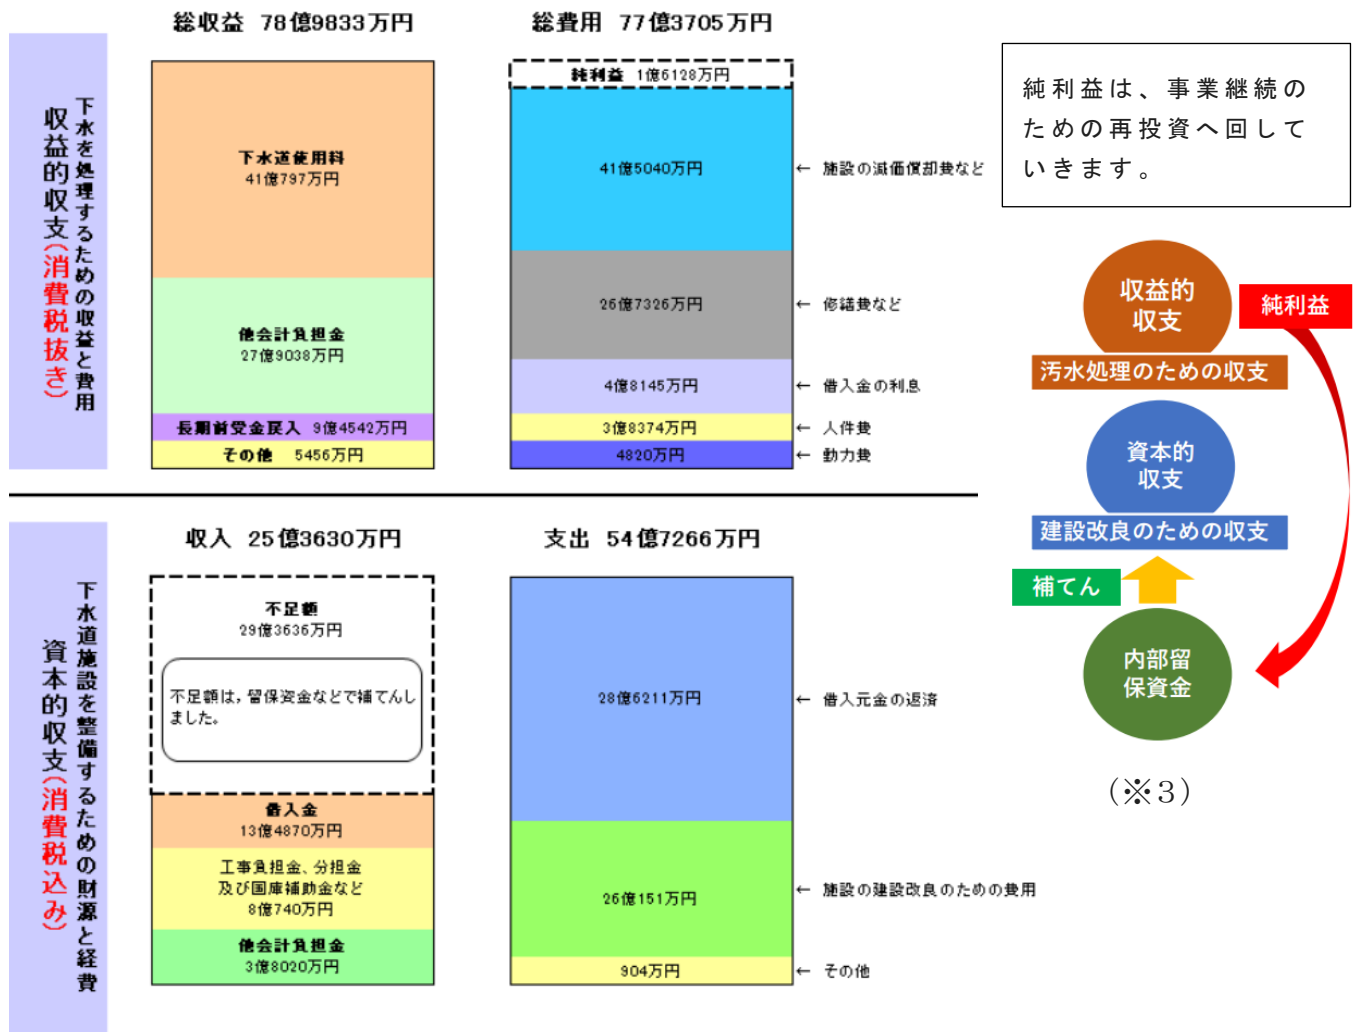 総収益 78億9833万円
総費用 77億3705万円
下水を処理するための収益と費用
収益的収支(消費税抜き)
下水道使用料
41億797万円
他会計負担金
27億9038万円
長期前受金戻入 9億4542万円
その他 5456万円
純利益 1億6128万円
41億5040万円
← 施設の減価償却費など
26億7326万円
← 修繕費など
4億8145万円
← 借入金の利息
3億8374万円
← 人件費
4820万円
← 動力費
純利益は、事業継続の
ための再投資へ回して
いきます。
収益的
収支
純利益
汚水処理のための収支
資本的
収支
建設改良のための収支
補てん
内部留
保資金
(※3)
収入 25億3630万円
支出 54億7266万円
下水道施設を整備するための財源と経費
資本的収支(消費税込み)
不足額
29億3636万円
不足額は，留保資金などで補てんし
ました。
借入金
13億4870万円
工事負担金、分担金
及び国庫補助金など
8億740万円
他会計負担金
3億8020万円
28億6211万円
← 借入元金の返済
26億151万円
← 施設の建設改良のための費用
904万円
← その他